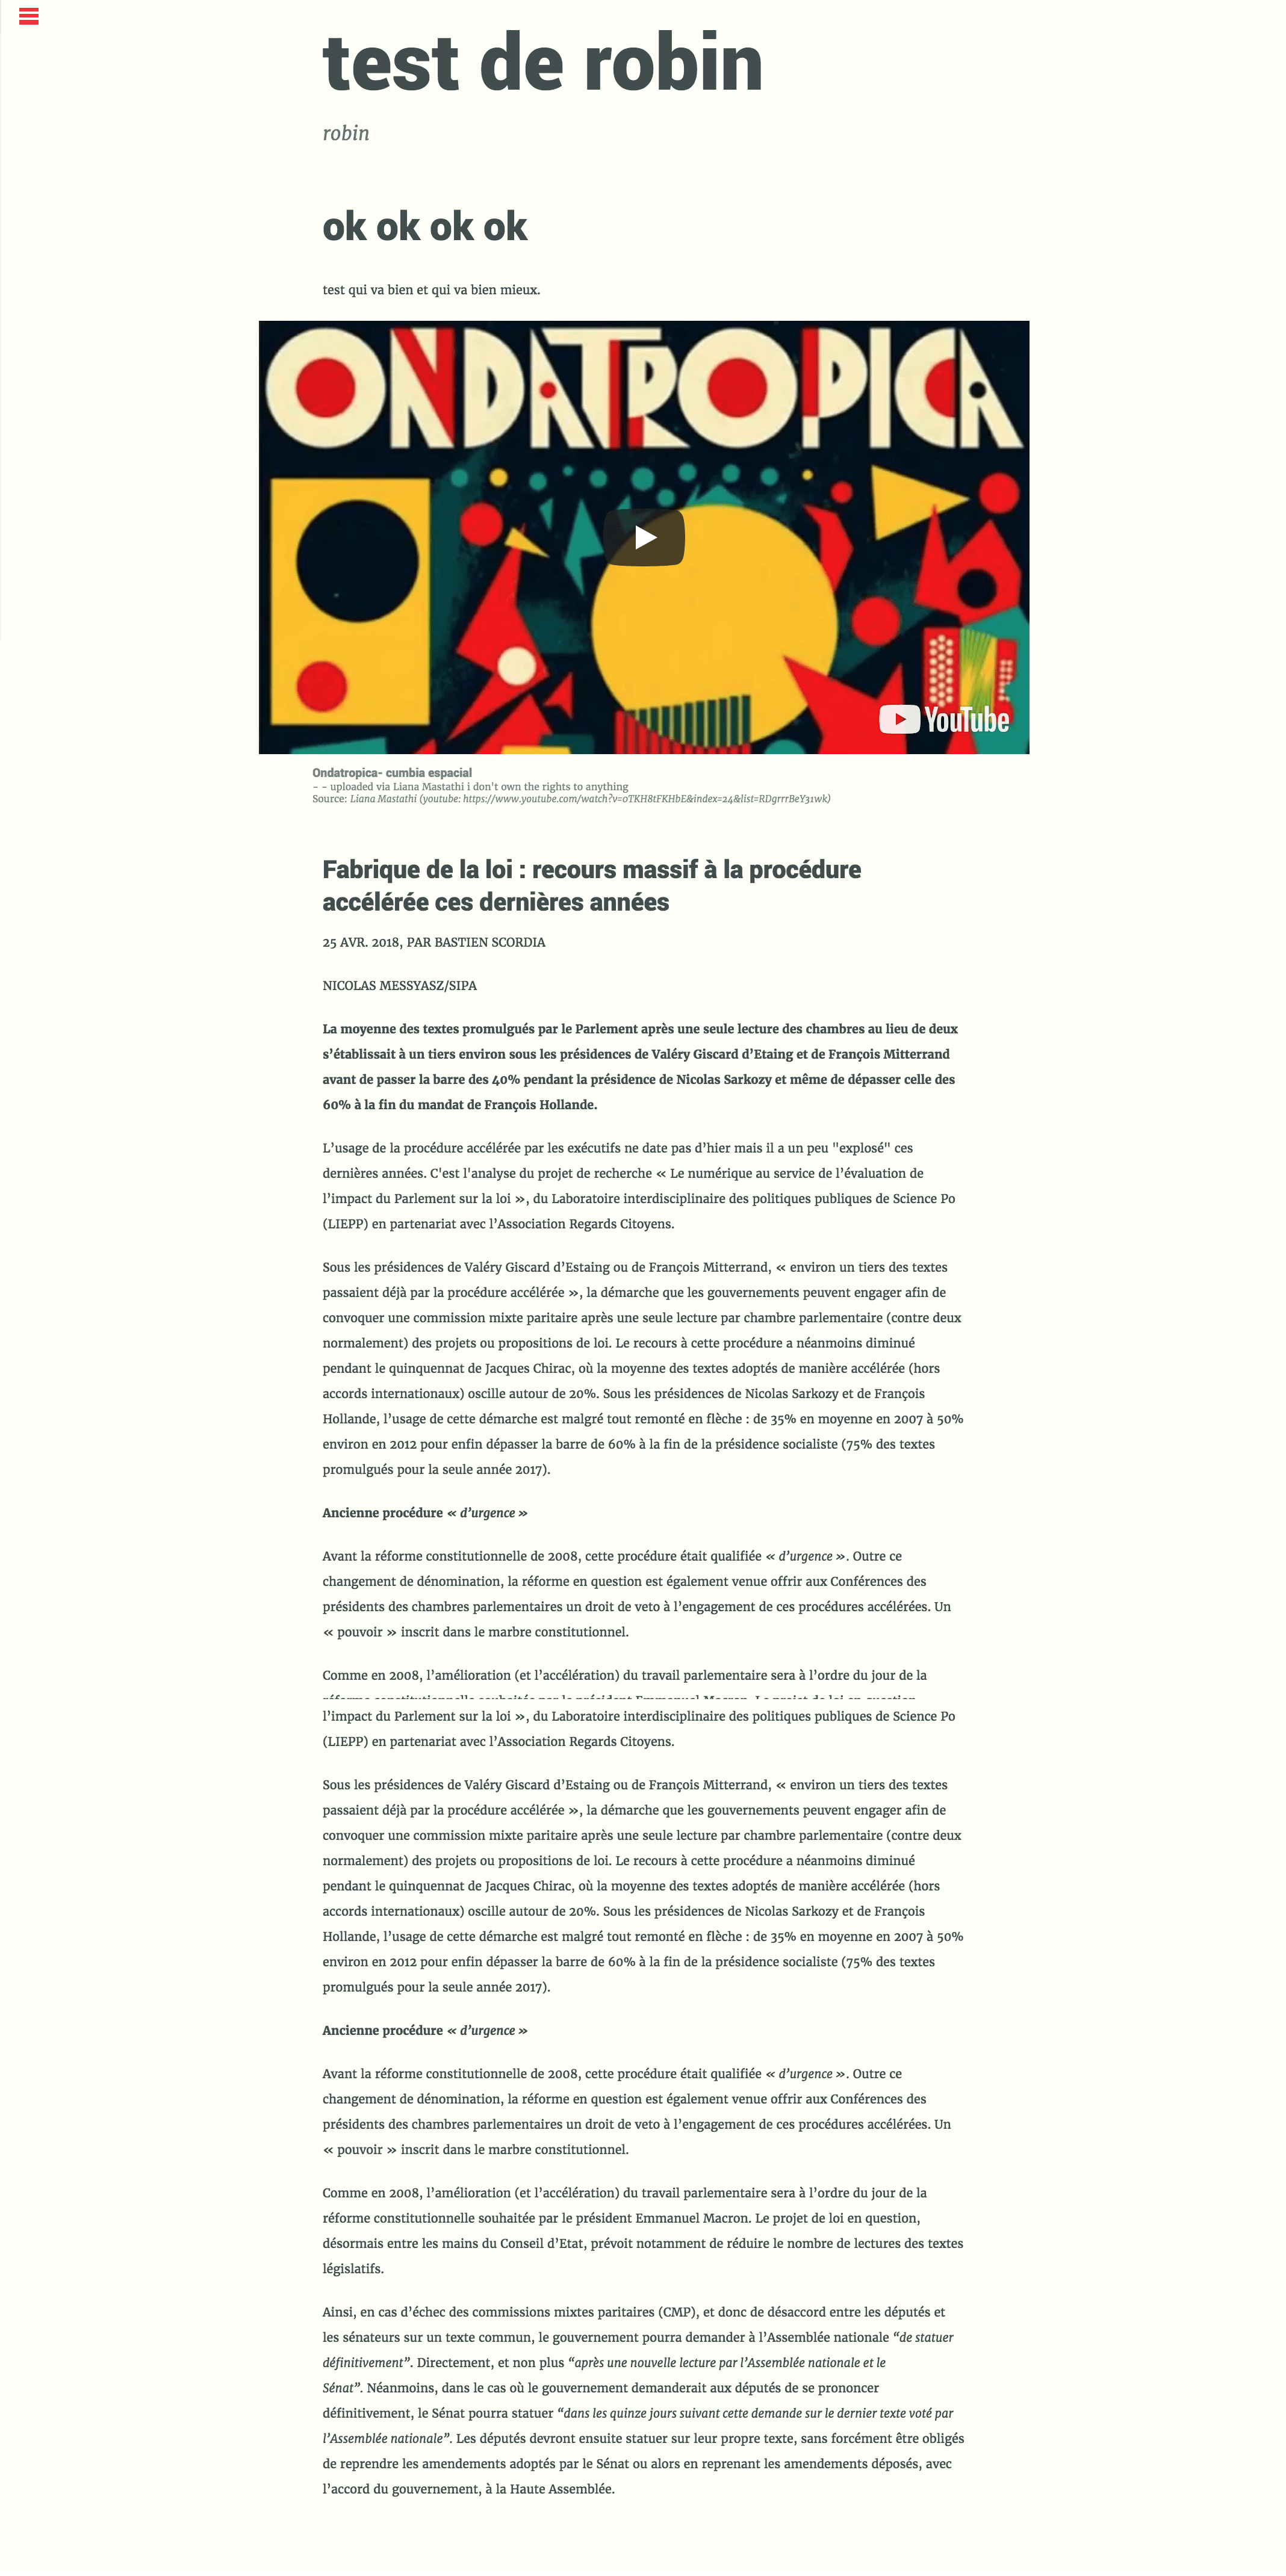 test de robin
robin
ok ok ok ok
test qui va bien et qui va bien mieux.
ONDATROPICA
YouTube
Ondatropica- cumbia espacial
- - uploaded via Liana Mastathi i don't own the rights to anything
Source: Liana Mastathi (youtube: https://www.youtube.com/watch?v=oTKH8tFKHbE&index=24&list=RDgrrrBeY31wk)
Fabrique de la loi : recours massif à la procédure
accélérée ces dernières années
25 AVR. 2018, PAR BASTIEN SCORDIA
NICOLAS MESSYASZ/SIPA
La moyenne des textes promulgués par le Parlement après une seule lecture des chambres au lieu de deux
s’établissait à un tiers environ sous les présidences de Valéry Giscard d’Etaing et de François Mitterrand
avant de passer la barre des 40% pendant la présidence de Nicolas Sarkozy et même de dépasser celle des
60% à la fin du mandat de François Hollande.
L’usage de la procédure accélérée par les exécutifs ne date pas d’hier mais il a un peu "explosé" ces
dernières années. C'est l'analyse du projet de recherche « Le numérique au service de l’évaluation de
l’impact du Parlement sur la loi », du Laboratoire interdisciplinaire des politiques publiques de Science Po
(LIEPP) en partenariat avec l’Association Regards Citoyens.
Sous les présidences de Valéry Giscard d’Estaing ou de François Mitterrand, « environ un tiers des textes
passaient déjà par la procédure accélérée », la démarche que les gouvernements peuvent engager afin de
convoquer une commission mixte paritaire après une seule lecture par chambre parlementaire (contre deux
normalement) des projets ou propositions de loi. Le recours à cette procédure a néanmoins diminué
pendant le quinquennat de Jacques Chirac, où la moyenne des textes adoptés de manière accélérée (hors
accords internationaux) oscille autour de 20%. Sous les présidences de Nicolas Sarkozy et de François
Hollande, l’usage de cette démarche est malgré tout remonté en flèche : de 35% en moyenne en 2007 à 50%
environ en 2012 pour enfin dépasser la barre de 60% à la fin de la présidence socialiste (75% des textes
promulgués pour la seule année 2017).
Ancienne procédure « d’urgence »
Avant la réforme constitutionnelle de 2008, cette procédure était qualifiée « d’urgence ». Outre ce
changement de dénomination, la réforme en question est également venue offrir aux Conférences des
présidents des chambres parlementaires un droit de veto à l’engagement de ces procédures accélérées. Un
« pouvoir » inscrit dans le marbre constitutionnel.
Comme en 2008, l’amélioration (et l’accélération) du travail parlementaire sera à l’ordre du jour de la
réforme constitutionnelle souhaitée par le président Emmanuel Macron. Le projet de loi en question,
l’impact du Parlement sur la loi », du Laboratoire interdisciplinaire des politiques publiques de Science Po
(LIEPP) en partenariat avec l’Association Regards Citoyens.
Sous les présidences de Valéry Giscard d’Estaing ou de François Mitterrand, « environ un tiers des textes
passaient déjà par la procédure accélérée », la démarche que les gouvernements peuvent engager afin de
convoquer une commission mixte paritaire après une seule lecture par chambre parlementaire (contre deux
normalement) des projets ou propositions de loi. Le recours à cette procédure a néanmoins diminué
pendant le quinquennat de Jacques Chirac, où la moyenne des textes adoptés de manière accélérée (hors
accords internationaux) oscille autour de 20%. Sous les présidences de Nicolas Sarkozy et de François
Hollande, l’usage de cette démarche est malgré tout remonté en flèche : de 35% en moyenne en 2007 à 50%
environ en 2012 pour enfin dépasser la barre de 60% à la fin de la présidence socialiste (75% des textes
promulgués pour la seule année 2017).
Ancienne procédure « d’urgence »
Avant la réforme constitutionnelle de 2008, cette procédure était qualifiée « d’urgence ». Outre ce
changement de dénomination, la réforme en question est également venue offrir aux Conférences des
présidents des chambres parlementaires un droit de veto à l’engagement de ces procédures accélérées. Un
« pouvoir » inscrit dans le marbre constitutionnel.
Comme en 2008, l’amélioration (et l’accélération) du travail parlementaire sera à l’ordre du jour de la
réforme constitutionnelle souhaitée par le président Emmanuel Macron. Le projet de loi en question,
désormais entre les mains du Conseil d’Etat, prévoit notamment de réduire le nombre de lectures des textes
législatifs.
Ainsi, en cas d’échec des commissions mixtes paritaires (CMP), et donc de désaccord entre les députés et
les sénateurs sur un texte commun, le gouvernement pourra demander à l’Assemblée nationale “de statuer
définitivement”. Directement, et non plus “après une nouvelle lecture par l’Assemblée nationale et le
Sénat”. Néanmoins, dans le cas où le gouvernement demanderait aux députés de se prononcer
définitivement, le Sénat pourra statuer “dans les quinze jours suivant cette demande sur le dernier texte voté par
l’Assemblée nationale”. Les députés devront ensuite statuer sur leur propre texte, sans forcément être obligés
de reprendre les amendements adoptés par le Sénat ou alors en reprenant les amendements déposés, avec
l’accord du gouvernement, à la Haute Assemblée.